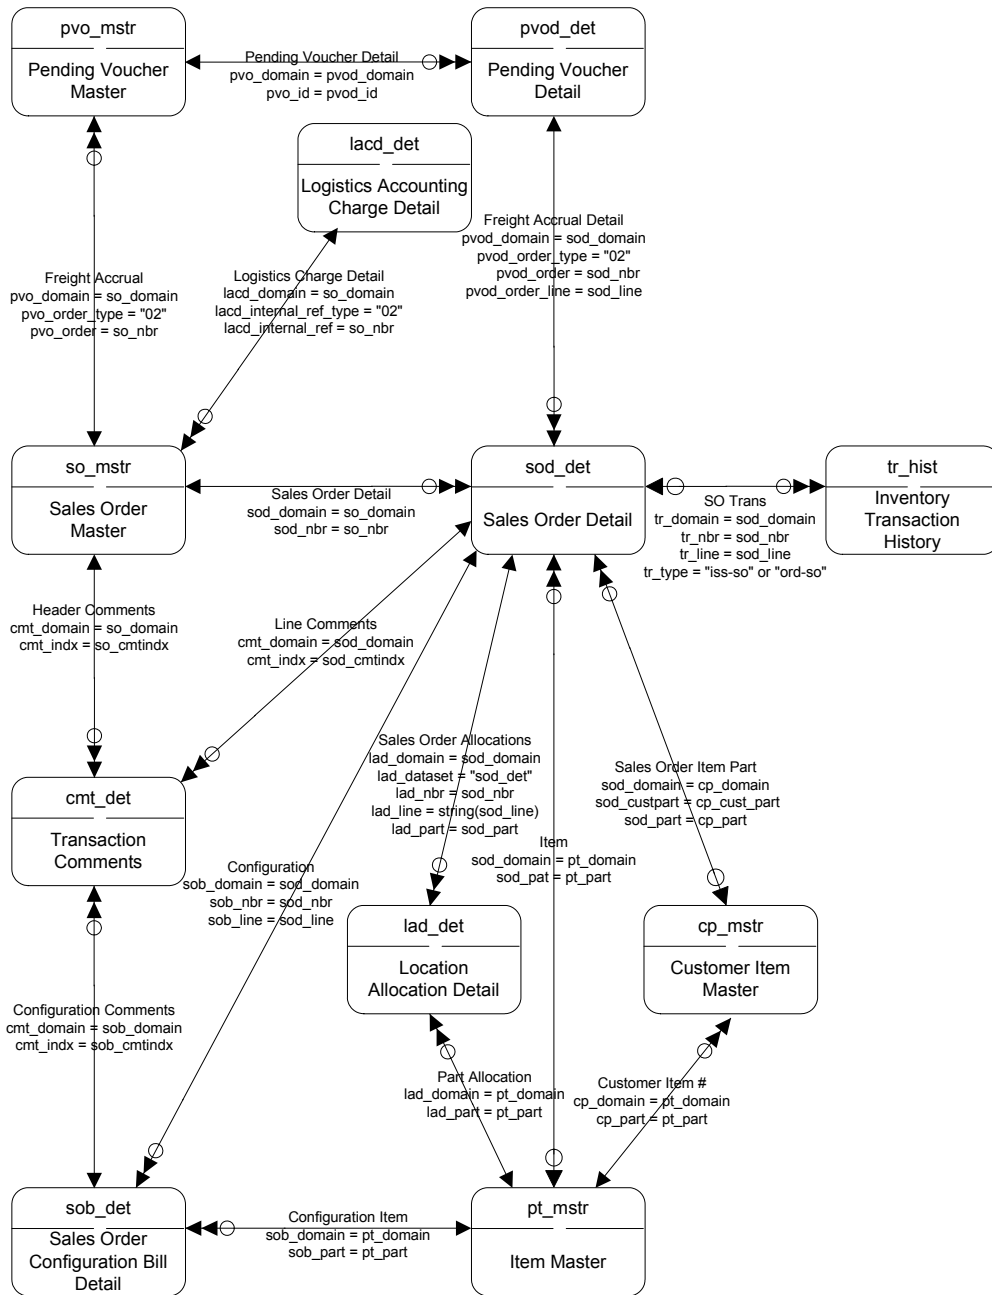 pvo_mstr
Pending Voucher
Master
Pending Voucher Detail
pvo_domain = pvod_domain
pvo_id = pvod_id
pvod_det
Pending Voucher
Detail
lacd_det
Logistics Accounting
Charge Detail
Freight Accrual
pvo_domain = so_domain
pvo_order_type = "02"
pvo_order = so_nbr
Logistics Charge Detail
lacd_domain = so_domain
lacd_internal_ref_type = "02"
lacd_internal_ref = so_nbr
Freight Accrual Detail
pvod_domain = sod_domain
pvod_order_type = "02"
pvod_order = sod_nbr
pvod_order_line = sod_line
so_mstr
Sales Order
Master
Sales Order Detail
sod_domain = so_domain
sod_nbr = so_nbr
sod_det
Sales Order Detail
SO Trans
tr_domain = sod_domain
tr_nbr = sod_nbr
tr_line = sod_line
tr_type = "iss-so" or "ord-so"
tr_hist
Inventory
Transaction
History
Header Comments
cmt_domain = so_domain
cmt_indx = so_cmtindx
Line Comments
cmt_domain = sod_domain
cmt_indx = sod_cmtindx
cmt_det
Transaction
Comments
Sales Order Allocations
lad_domain = sod_domain
lad_dataset = "sod_det"
lad_nbr = sod_nbr
lad_line = string(sod_line)
lad_part = sod_part
Sales Order Item Part
sod_domain = cp_domain
sod_custpart = cp_cust_part
sod_part = cp_part
Item
sod_domain = pt_domain
sod_pat = pt_part
Configuration
sob_domain = sod_domain
sob_nbr = sod_nbr
sob_line = sod_line
lad_det
Location
Allocation Detail
cp_mstr
Customer Item
Master
Configuration Comments
cmt_domain = sob_domain
cmt_indx = sob_cmtindx
Part Allocation
lad_domain = pt_domain
lad_part = pt_part
Customer Item #
cp_domain = pt_domain
cp_part = pt_part
sob_det
Sales Order
Configuration Bill
Detail
Configuration Item
sob_domain = pt_domain
sob_part = pt_part
pt_mstr
Item Master